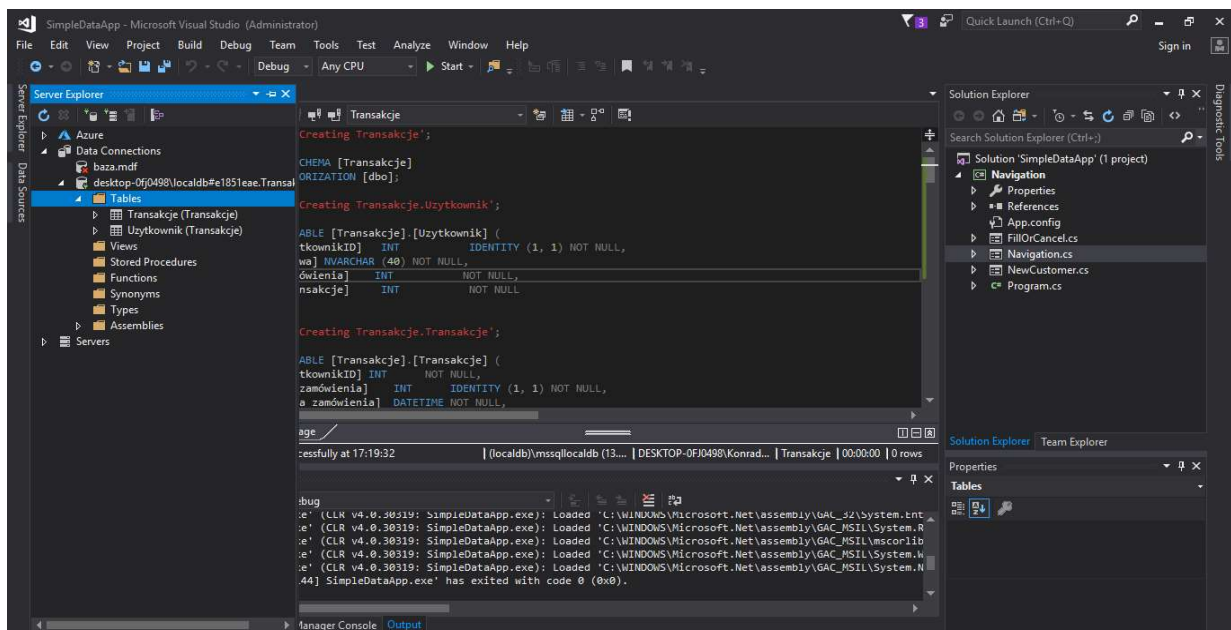 SimpleDataApp - Microsoft Visual Studio (Administrator)
3
Quick Launch (Ctrl+Q)
File Edit View Project Build Debug Team Tools Test Analyze Window Help
Sign in
Debug Any CPU Start
Server Explorer
Data Sources
Server Explorer
Azure
Data Connections
baza.mdf
desktop-0fj0498\localdb#e1851eae.Transak
Tables
Transakcje (Transakcje)
Uzytkownik (Transakcje)
Views
Stored Procedures
Functions
Synonyms
Types
Assemblies
Servers
Transakcje
Creating Transakcje';
CHEMA [Transakcje]
ORIZATION [dbo];
Creating Transakcje.Uzytkownik';
ABLE [Transakcje].[Uzytkownik] (
tkownikID] INT IDENTITY (1, 1) NOT NULL,
wa] NVARCHAR (40) NOT NULL,
ówienia] INT NOT NULL,
nsakcje] INT NOT NULL
Creating Transakcje.Transakcje';
ABLE [Transakcje].[Transakcje] (
tkownikID] INT NOT NULL,
zamówienia] INT IDENTITY (1, 1) NOT NULL,
a zamówienia] DATETIME NOT NULL,
age
cessfully at 17:19:32 | (localdb)\mssqllocaldb (13.... | DESKTOP-0FJ0498\Konrad... | Transakcje | 00:00:00 | 0 rows
ebug
e' (CLR v4.0.30319: SimpleDataApp.exe): Loaded 'C:\WINDOWS\Microsoft.Net\assembly\GAC_32\System.Ent
e' (CLR v4.0.30319: SimpleDataApp.exe): Loaded 'C:\WINDOWS\Microsoft.Net\assembly\GAC_MSIL\System.R
e' (CLR v4.0.30319: SimpleDataApp.exe): Loaded 'C:\WINDOWS\Microsoft.Net\assembly\GAC_MSIL\mscorlib
e' (CLR v4.0.30319: SimpleDataApp.exe): Loaded 'C:\WINDOWS\Microsoft.Net\assembly\GAC_MSIL\System.W
e' (CLR v4.0.30319: SimpleDataApp.exe): Loaded 'C:\WINDOWS\Microsoft.Net\assembly\GAC_MSIL\System.N
44] SimpleDataApp.exe' has exited with code 0 (0x0).
Manager Console Output
Solution Explorer
Search Solution Explorer (Ctrl+;)
Solution 'SimpleDataApp' (1 project)
Navigation
Properties
References
App.config
FillOrCancel.cs
Navigation.cs
NewCustomer.cs
C# Program.cs
Solution Explorer Team Explorer
Properties
Tables
Diagnostic Tools